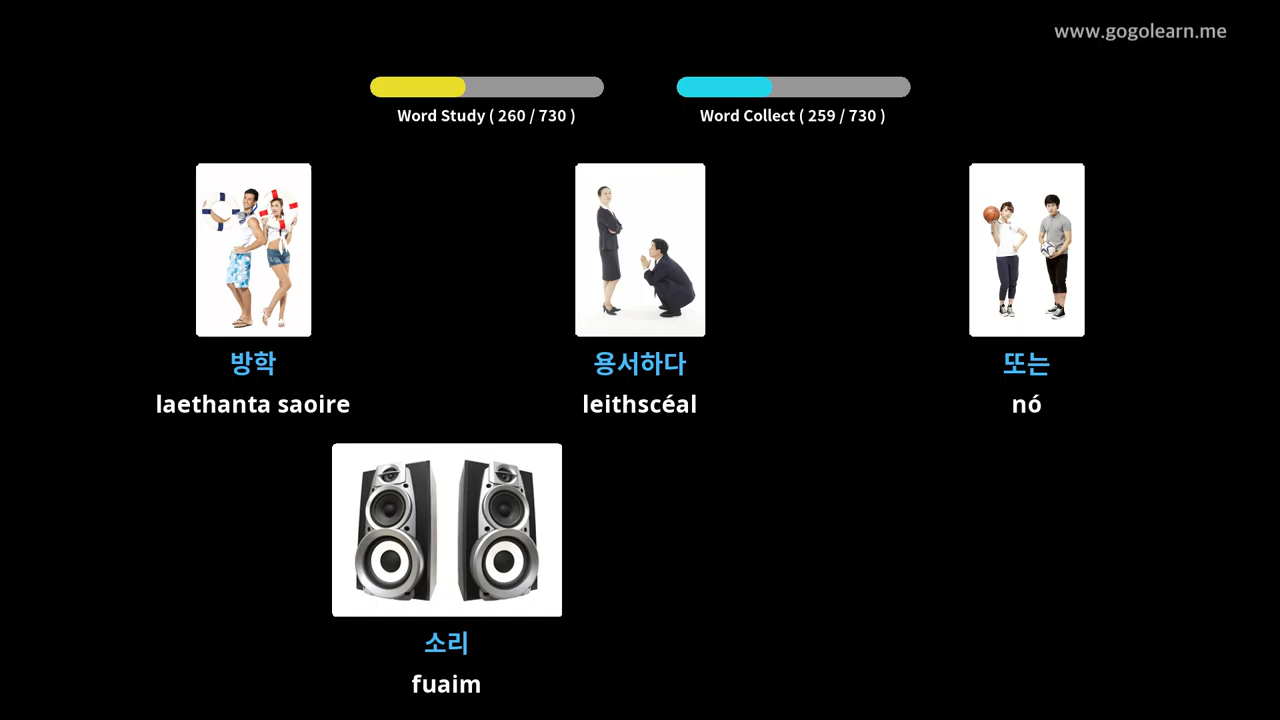 www.gogolearn.me
Word Study ( 260 / 730 )
Word Collect ( 259 / 730 )
방학
용서하다
또는
laethanta saoire
leithscéal
nó
소리
fuaim